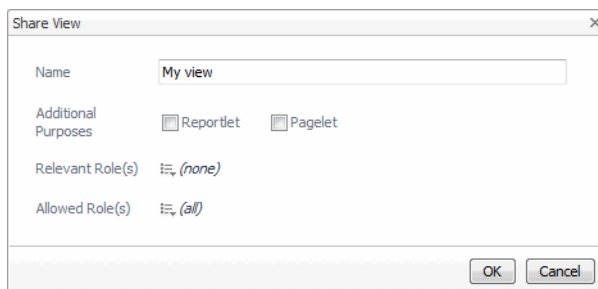 Share View
Name My view
Additional
Purposes
Reportlet Pagelet
Relevant Role(s) (none)
Allowed Role(s) (all)
OK Cancel